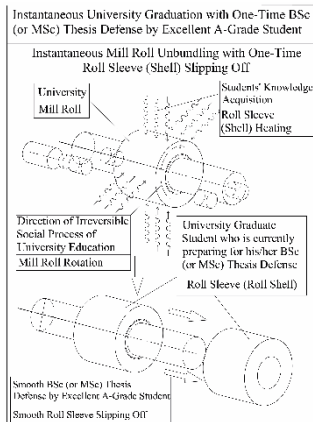 Instantaneous University Graduation with One-Time BSc
(or MSc) Thesis Defense by Excellent A-Grade Student
Instantaneous Mill Roll Unbundling with One-Time
Roll Sleeve (Shell) Slipping Off
University
Mill Roll
Students' Knowledge
Acquisition
Roll Sleeve
(Shell) Heating
Direction of Irreversible
Social Process of
University Education
Mill Roll Rotation
University Graduate
Student who is currently
preparing for his/her BSc
(or MSc) Thesis Defense
Roll Sleeve (Roll Shell)
Smooth BSc (or MSc) Thesis
Defense by Excellent A-Grade Student
Smooth Roll Sleeve Slipping Off